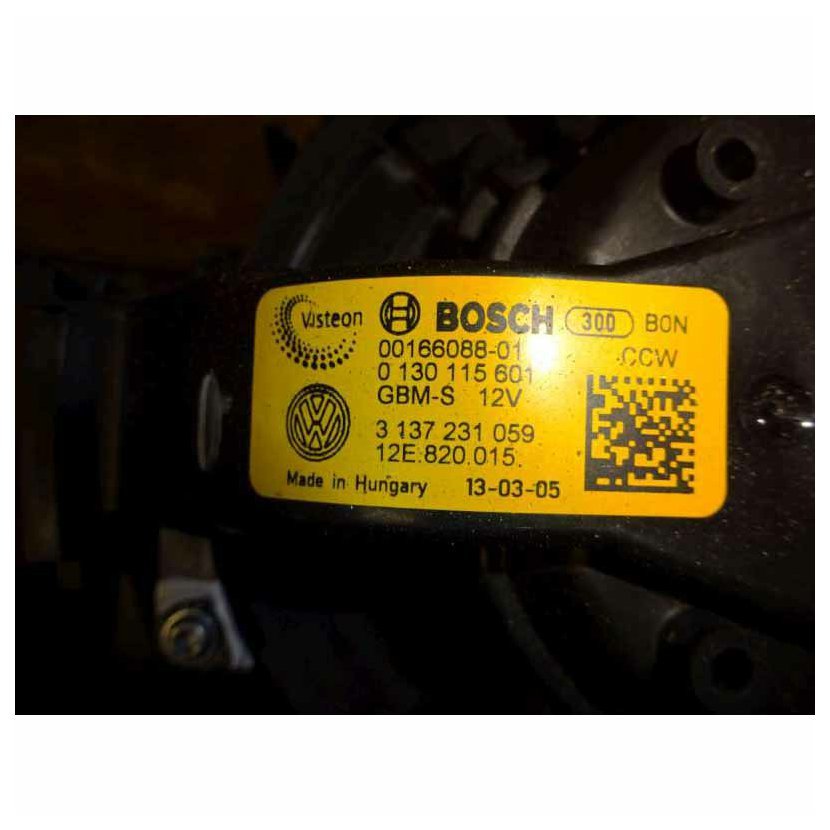 Visteon BOSCH 300 B0N
00166088-01 CCW
0 130 115 601
GBM-S 12V
3 137 231 059
12E.820.015.
Made in Hungary 13-03-05